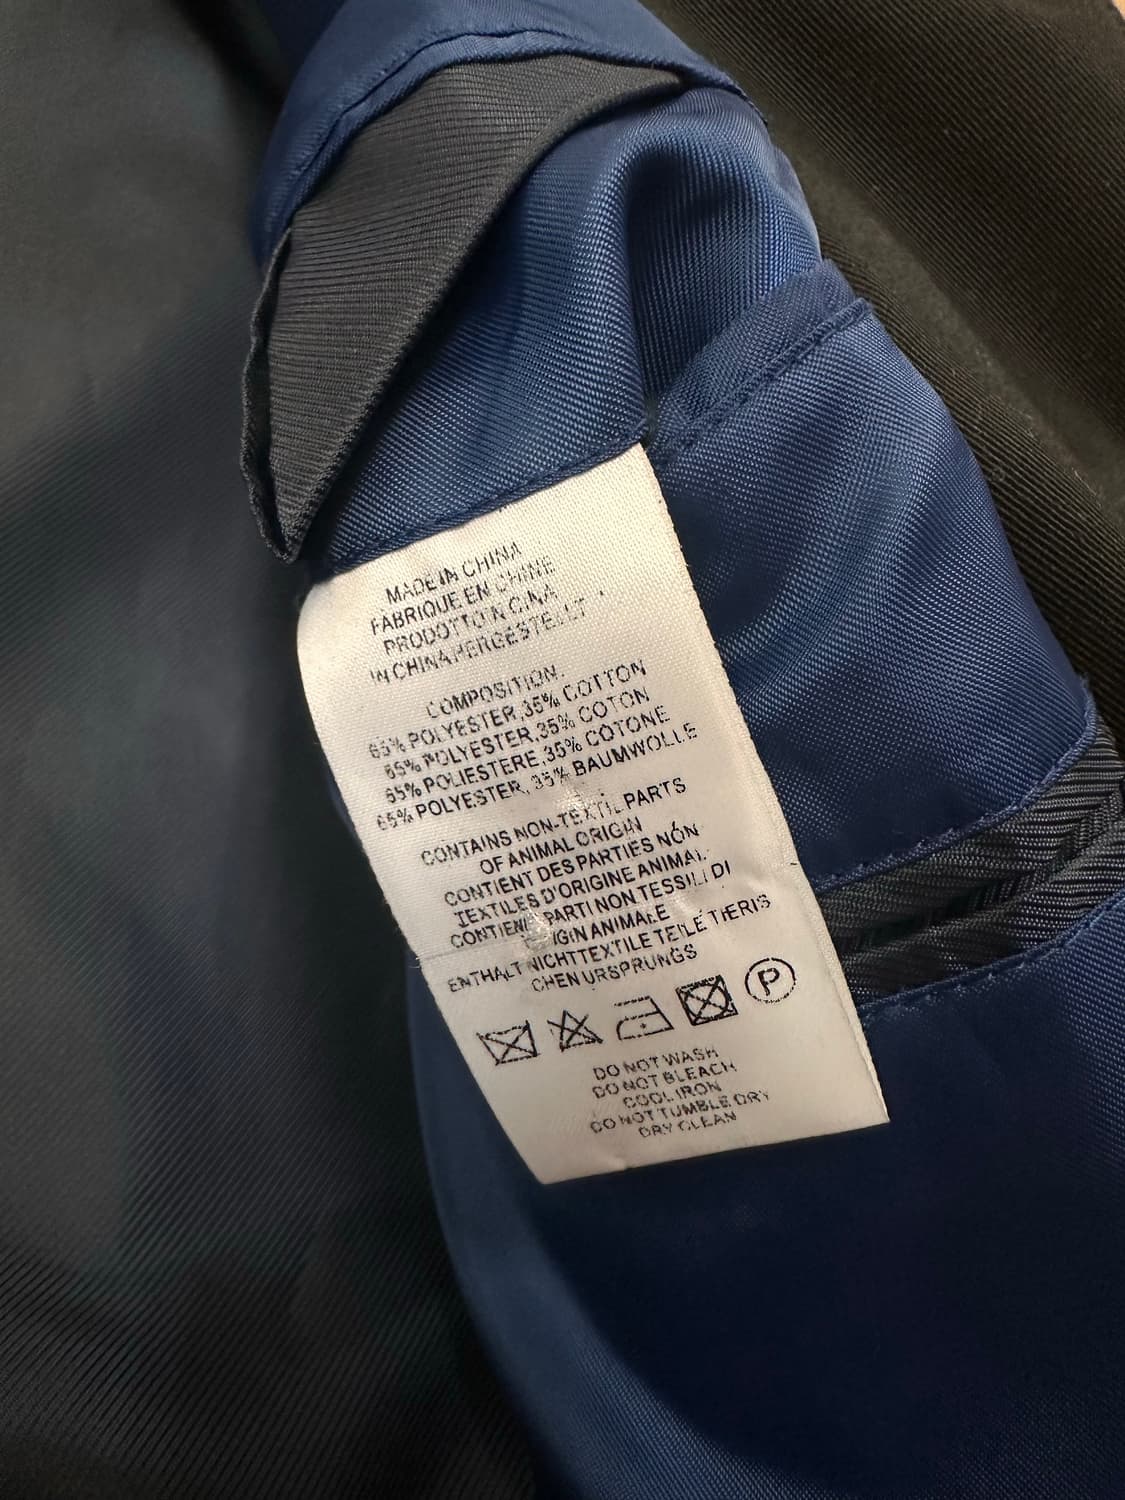 MADE IN CHINA
FABRIQUE EN CHINE
PRODOTTO IN CINA
IN CHINA HERGESTELLT
COMPOSITION:
65% POLYESTER,35% COTTON
65% POLYESTER,35% COTON
65% POLIESTERE,35% COTONE
65% POLYESTER, 35% BAUMWOLLE
CONTAINS NON-TEXTIL PARTS
OF ANIMAL ORIGIN
CONTIENT DES PARTIES NON
TEXTILES D'ORIGINE ANIMAL
CONTIENE PARTI NON TESSILI DI
ORIGIN ANIMALE
ENTHALT NICHTTEXTILE TEILE TIERIS
CHEN URSPRUNGS
P
DO NOT WASH
DO NOT BLEACH
COOL IRON
DO NOT TUMBLE DRY
DRY CLEAN